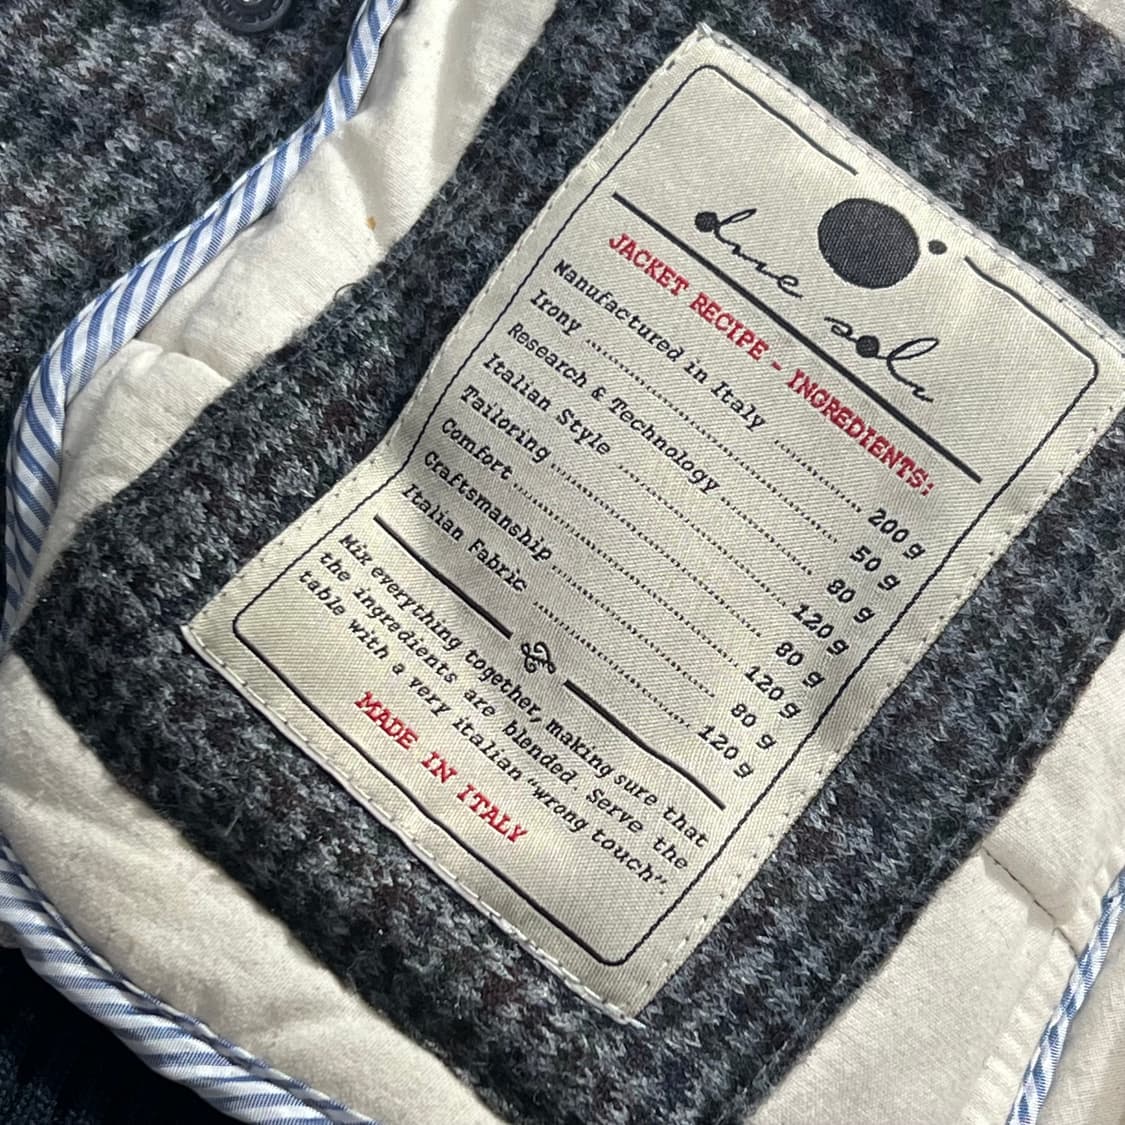 JACKET RECIPE - INGREDIENTS:
Manufactured in Italy ............ 200 g
Irony ............ 50 g
Research & Technology ............ 80 g
Italian Style ............ 120 g
Tailoring ............ 80 g
Comfort ............ 120 g
Craftsmanship ............ 80 g
Italian Fabric ............ 120 g
Mix everything together, making sure that
the ingredients are blended. Serve the
table with a very italian "wrong touch".
MADE IN ITALY